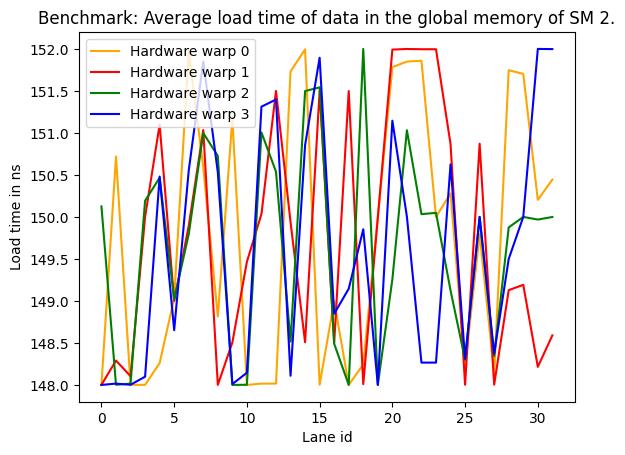 Benchmark: Average load time of data in the global memory of SM 2.
Hardware warp 0
Hardware warp 1
Hardware warp 2
Hardware warp 3
152.0
151.5
151.0
150.5
150.0
149.5
149.0
148.5
148.0
Load time in ns
0 5 10 15 20 25 30
Lane id